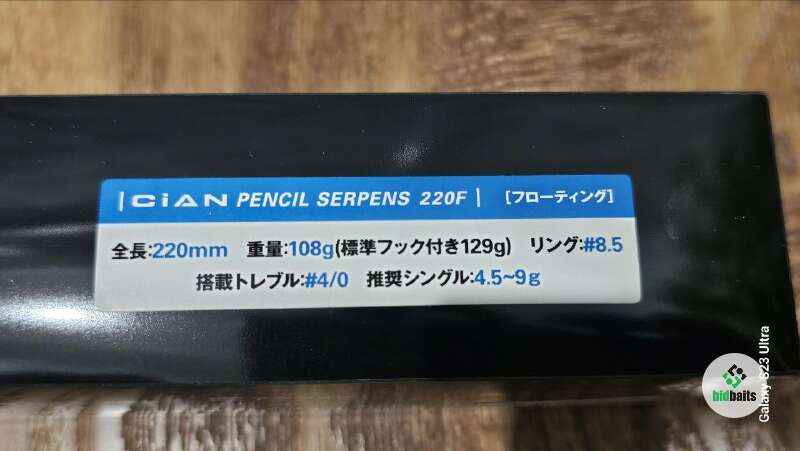 CiAN PENCIL SERPENS 220F [フローティング]
全長:220mm 重量:108g(標準フック付き129g) リング:#8.5
搭載トレブル:#4/0 推奨シングル:4.5~9g
bidbaits
Galaxy S23 Ultra